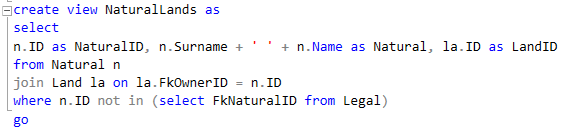 create view NaturalLands as
select
n.ID as NaturalID, n.Surname + ' ' + n.Name as Natural, la.ID as LandID
from Natural n
join Land la on la.FkOwnerID = n.ID
where n.ID not in (select FkNaturalID from Legal)
go